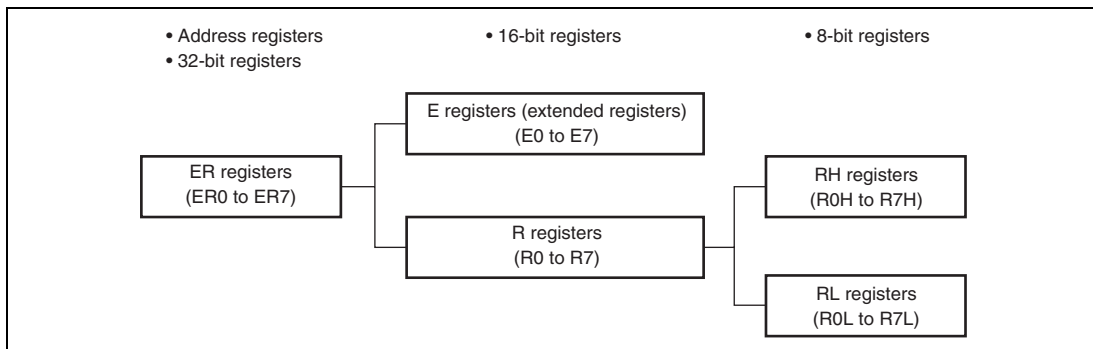 • Address registers
• 32-bit registers
• 16-bit registers
• 8-bit registers
E registers (extended registers)
(E0 to E7)
ER registers
(ER0 to ER7)
RH registers
(R0H to R7H)
R registers
(R0 to R7)
RL registers
(R0L to R7L)